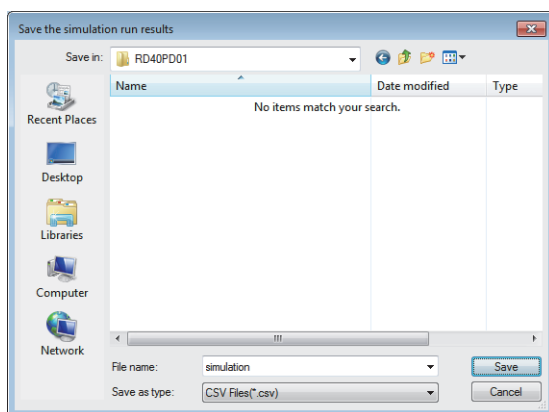 Save the simulation run results
Save in: RD40PD01
Name Date modified Type
No items match your search.
Recent Places
Desktop
Libraries
Computer
Network
File name: simulation Save
Save as type: CSV Files(*.csv) Cancel